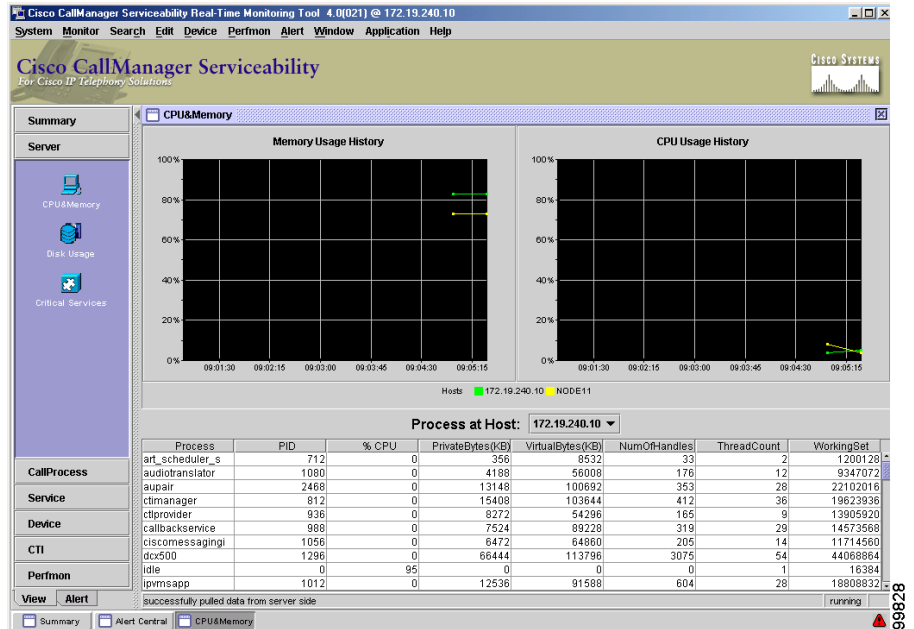 Cisco CallManager Serviceability Real-Time Monitoring Tool 4.0(021) @ 172.19.240.10
System Monitor Search Edit Device Perfmon Alert Window Application Help
Cisco CallManager Serviceability
For Cisco IP Telephony Solutions
CISCO SYSTEMS
Summary
Server
CPU&Memory
Disk Usage
Critical Services
CallProcess
Service
Device
CTI
Perfmon
View Alert
CPU&Memory
Memory Usage History
100%
80%
60%
40%
20%
0%
09:01:30 09:02:15 09:03:00 09:03:45 09:04:30 09:05:15
CPU Usage History
100%
80%
60%
40%
20%
0%
09:01:30 09:02:15 09:03:00 09:03:45 09:04:30 09:05:15
Hosts 172.19.240.10 NODE11
Process at Host: 172.19.240.10
Process PID % CPU PrivateBytes(KB) VirtualBytes(KB) NumOfHandles ThreadCount WorkingSet
art_scheduler_s 712 0 356 8532 33 2 1200128
audiotranslator 1080 0 4188 56008 176 12 9347072
aupair 2468 0 13148 100692 353 28 22102016
ctimanager 812 0 15408 103644 412 36 19623936
ctlprovider 936 0 8272 54296 165 9 13905920
callbackservice 988 0 7524 89228 319 29 14573568
ciscomessagingi 1056 0 6472 64860 205 14 11714560
dcx500 1296 0 66444 113796 3075 54 44068864
idle 0 95 0 0 0 1 16384
ipvmsapp 1012 0 12536 91588 604 28 18808832
successfully pulled data from server side running
Summary Alert Central CPU&Memory
99828